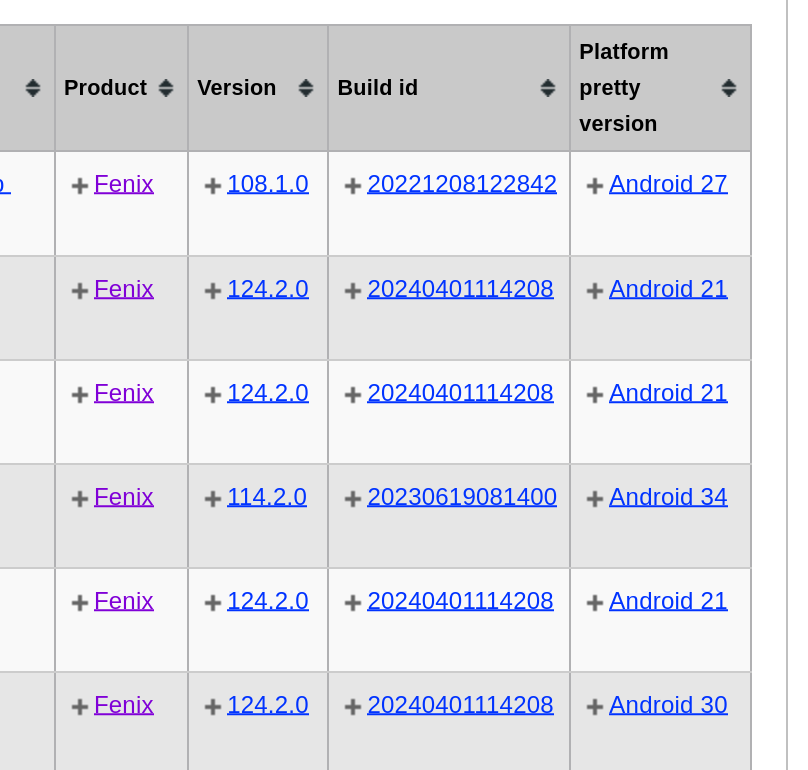 Product Version Build id Platform pretty version
Fenix 108.1.0 20221208122842 Android 27
Fenix 124.2.0 20240401114208 Android 21
Fenix 124.2.0 20240401114208 Android 21
Fenix 114.2.0 20230619081400 Android 34
Fenix 124.2.0 20240401114208 Android 21
Fenix 124.2.0 20240401114208 Android 30